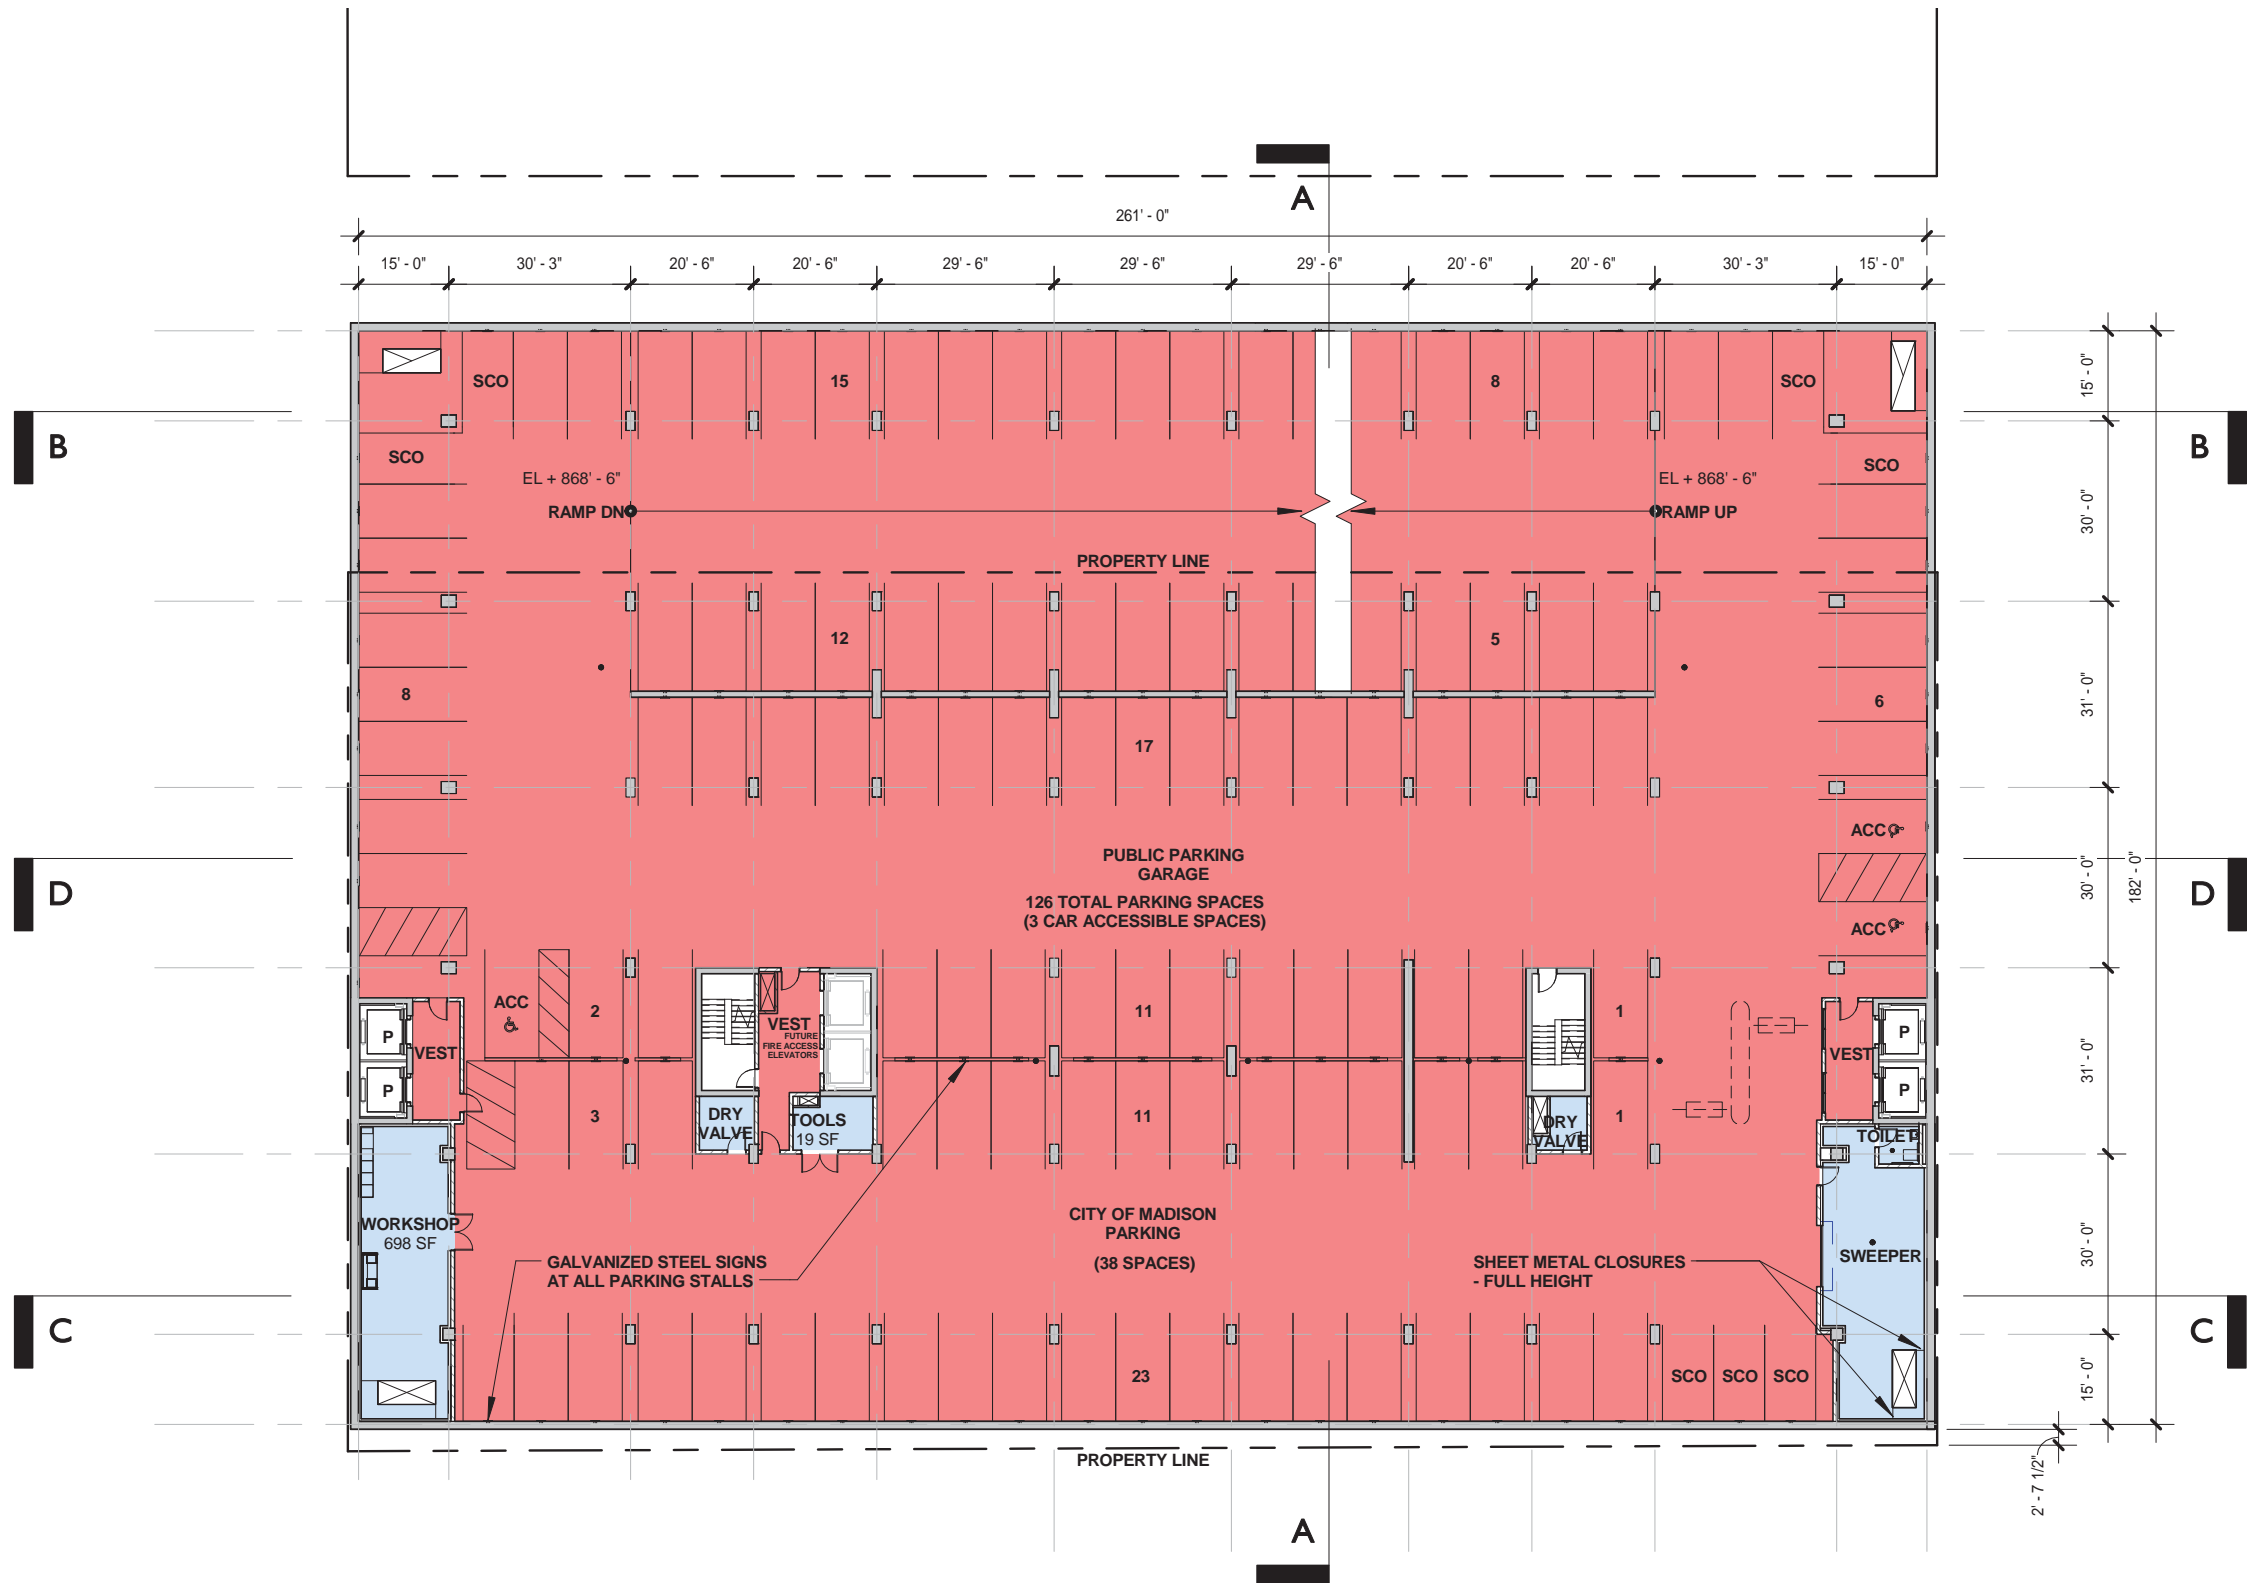 A
261' - 0"
15' - 0"
30' - 3"
20' - 6"
20' - 6"
29' - 6"
29' - 6"
29' - 6"
20' - 6"
20' - 6"
30' - 3"
15' - 0"
SCO
15
8
SCO
15' - 0"
B
SCO
SCO
B
EL + 868' - 6"
EL + 868' - 6"
RAMP DN
RAMP UP
30' - 0"
PROPERTY LINE
12
5
8
6
31' - 0"
17
ACC
PUBLIC PARKING
GARAGE
126 TOTAL PARKING SPACES
(3 CAR ACCESSIBLE SPACES)
D
D
30' - 0"
182' - 0"
ACC
ACC
2
VEST
FUTURE
FIRE ACCESS
ELEVATORS
11
1
P
VEST
P
P
VEST
P
31' - 0"
3
DRY
VALVE
TOOLS
19 SF
11
DRY
VALVE
1
TOILET
WORKSHOP
698 SF
CITY OF MADISON
PARKING
(38 SPACES)
SWEEPER
30' - 0"
GALVANIZED STEEL SIGNS
AT ALL PARKING STALLS
SHEET METAL CLOSURES
- FULL HEIGHT
C
C
23
SCO
SCO
SCO
15' - 0"
PROPERTY LINE
2' - 7 1/2"
A